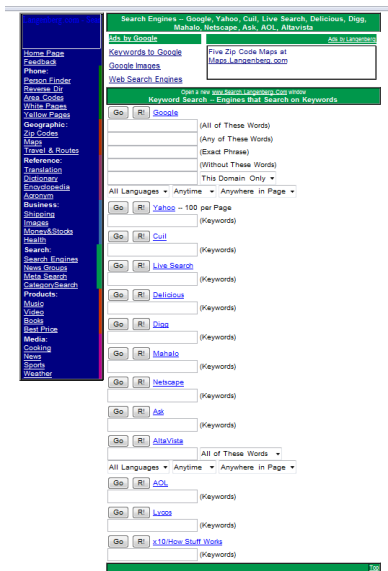 Search Engines – Google, Yahoo, Cuil, Live Search, Delicious, Digg,
Mahalo, Netscape, Ask, AOL, Altavista
Home Page
Feedback
Phone:
Person Finder
Reverse Dir
Area Codes
White Pages
Yellow Pages
Geographic:
Zip Codes
Maps
Travel & Routes
Reference:
Translation
Dictionary
Encyclopedia
Acronym
Business:
Shipping
Images
Money&Stocks
Health
Search:
Search Engines
News Groups
Meta Search
CategorySearch
Products:
Music
Video
Books
Best Price
Media:
Cooking
News
Sports
Weather
Ads by Google
Keywords to Google
Google Images
Web Search Engines
Ads by Langenberg
Five Zip Code Maps at
Maps.Langenberg.com
Open a new www.Search.Langenberg.Com window
Keyword Search – Engines that Search on Keywords
Go R! Google
(All of These Words)
(Any of These Words)
(Exact Phrase)
(Without These Words)
This Domain Only
All Languages Anytime Anywhere in Page
Go R! Yahoo – 100 per Page
(Keywords)
Go R! Cuil
(Keywords)
Go R! Live Search
(Keywords)
Go R! Delicious
(Keywords)
Go R! Digg
(Keywords)
Go R! Mahalo
(Keywords)
Go R! Netscape
(Keywords)
Go R! Ask
(Keywords)
Go R! AltaVista
All of These Words
All Languages Anytime Anywhere in Page
Go R! AOL
(Keywords)
Go R! Lycos
(Keywords)
Go R! x10/How Stuff Works
(Keywords)
Top